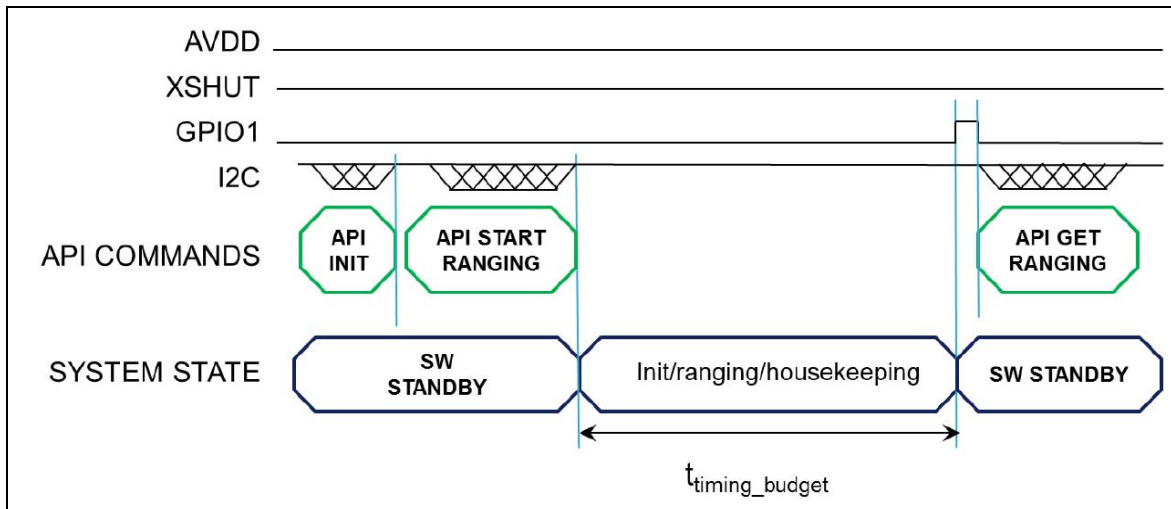 AVDD
XSHUT
GPIO1
I2C
API COMMANDS
API
INIT
API START
RANGING
API GET
RANGING
SYSTEM STATE
SW
STANDBY
Init/ranging/housekeeping
SW STANDBY
ttiming_budget